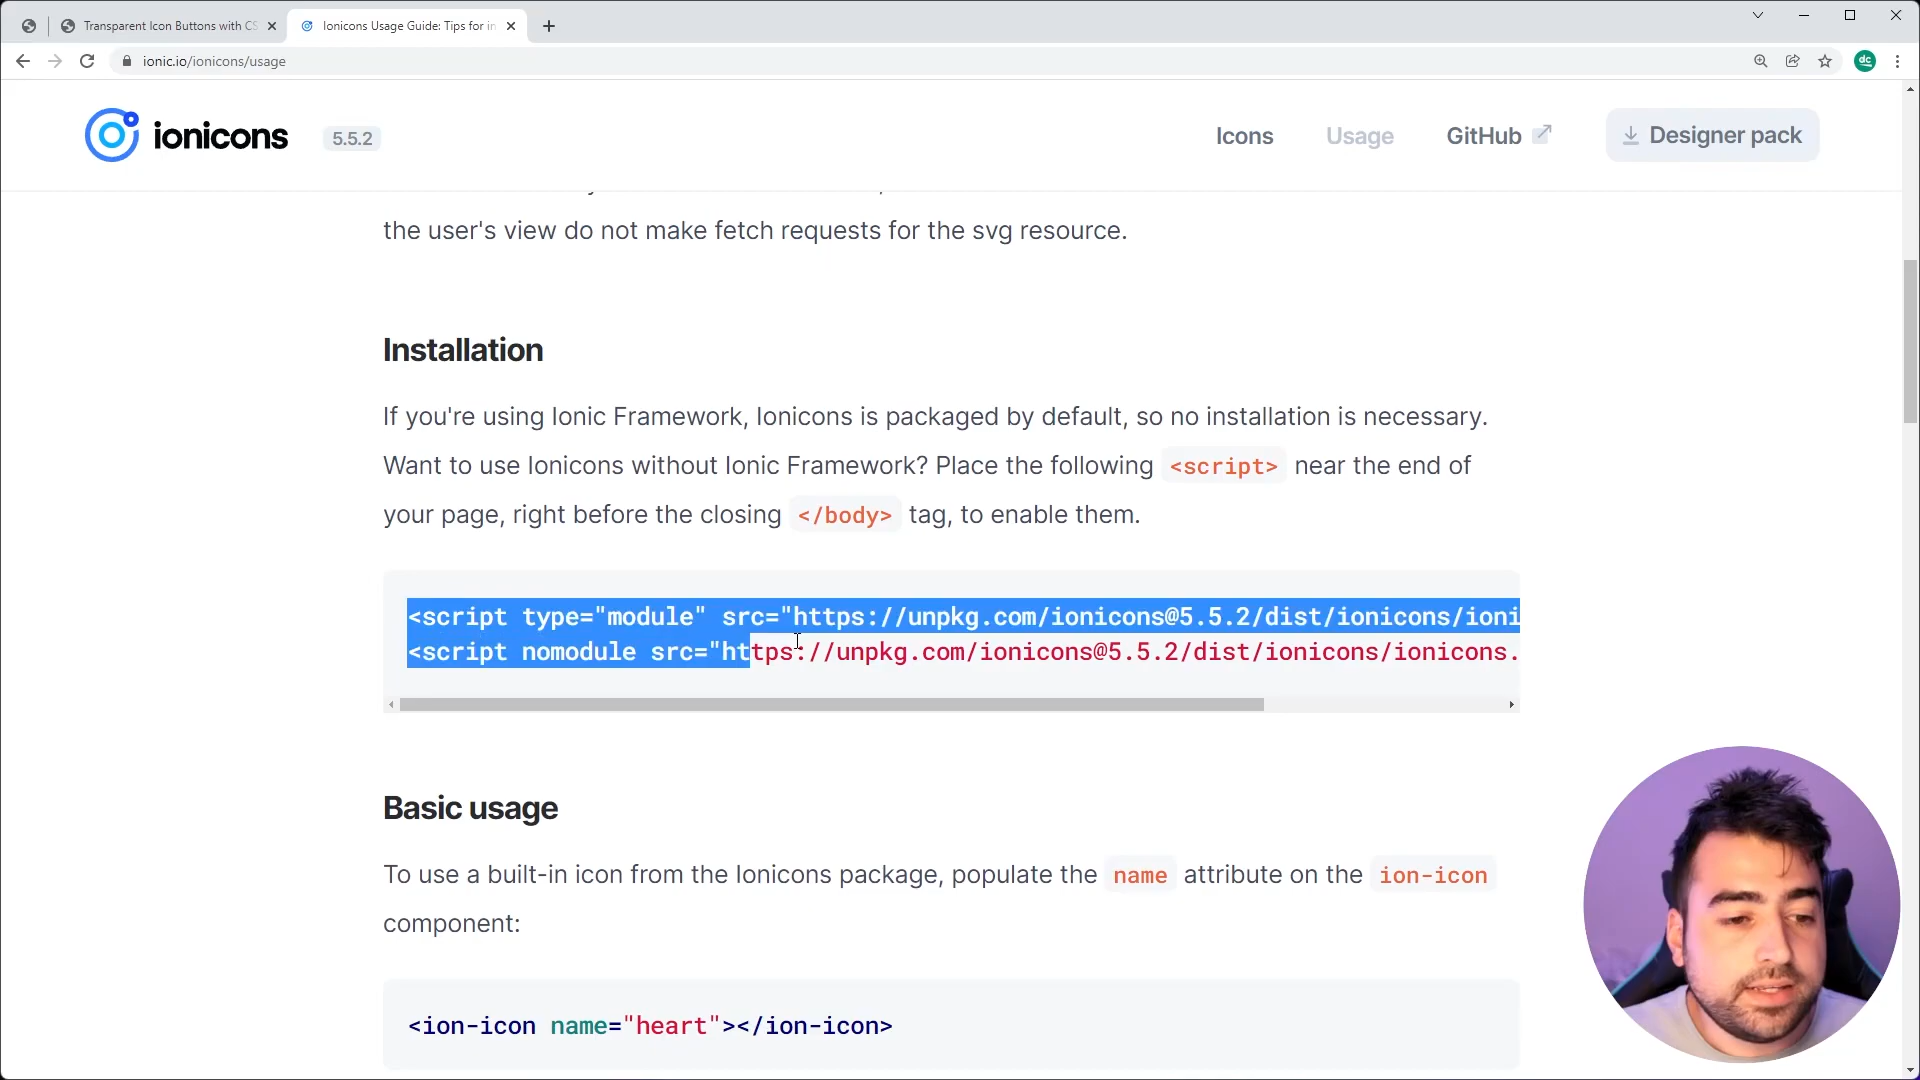 Transparent Icon Buttons with CS
Ionicons Usage Guide: Tips for in
ionic.io/ionicons/usage
dc
ionicons
5.5.2
Icons
Usage
GitHub
Designer pack
the user's view do not make fetch requests for the svg resource.
Installation
If you're using Ionic Framework, Ionicons is packaged by default, so no installation is necessary.
Want to use Ionicons without Ionic Framework? Place the following <script> near the end of
your page, right before the closing </body> tag, to enable them.
<script type="module" src="https://unpkg.com/ionicons@5.5.2/dist/ionicons/ioni
<script nomodule src="https://unpkg.com/ionicons@5.5.2/dist/ionicons/ionicons.
Basic usage
To use a built-in icon from the Ionicons package, populate the name attribute on the ion-icon
component:
<ion-icon name="heart"></ion-icon>